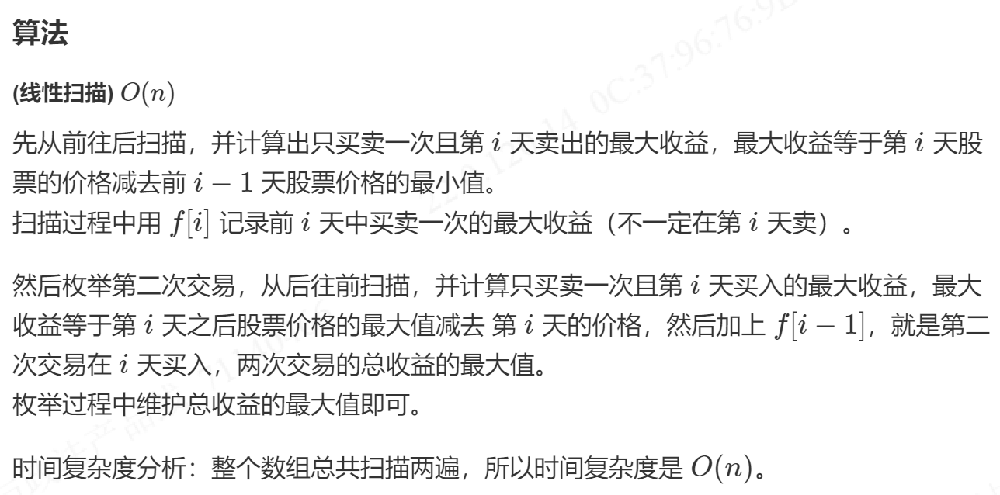 算法
(线性扫描) O(n)
先从前往后扫描，并计算出只买卖一次且第 i 天卖出的最大收益，最大收益等于第 i 天股
票的价格减去前 i − 1 天股票价格的最小值。
扫描过程中用 f[i] 记录前 i 天中买卖一次的最大收益（不一定在第 i 天卖）。
然后枚举第二次交易，从后往前扫描，并计算只买卖一次且第 i 天买入的最大收益，最大
收益等于第 i 天之后股票价格的最大值减去 第 i 天的价格，然后加上 f[i − 1]，就是第二
次交易在 i 天买入，两次交易的总收益的最大值。
枚举过程中维护总收益的最大值即可。
时间复杂度分析：整个数组总共扫描两遍，所以时间复杂度是 O(n)。